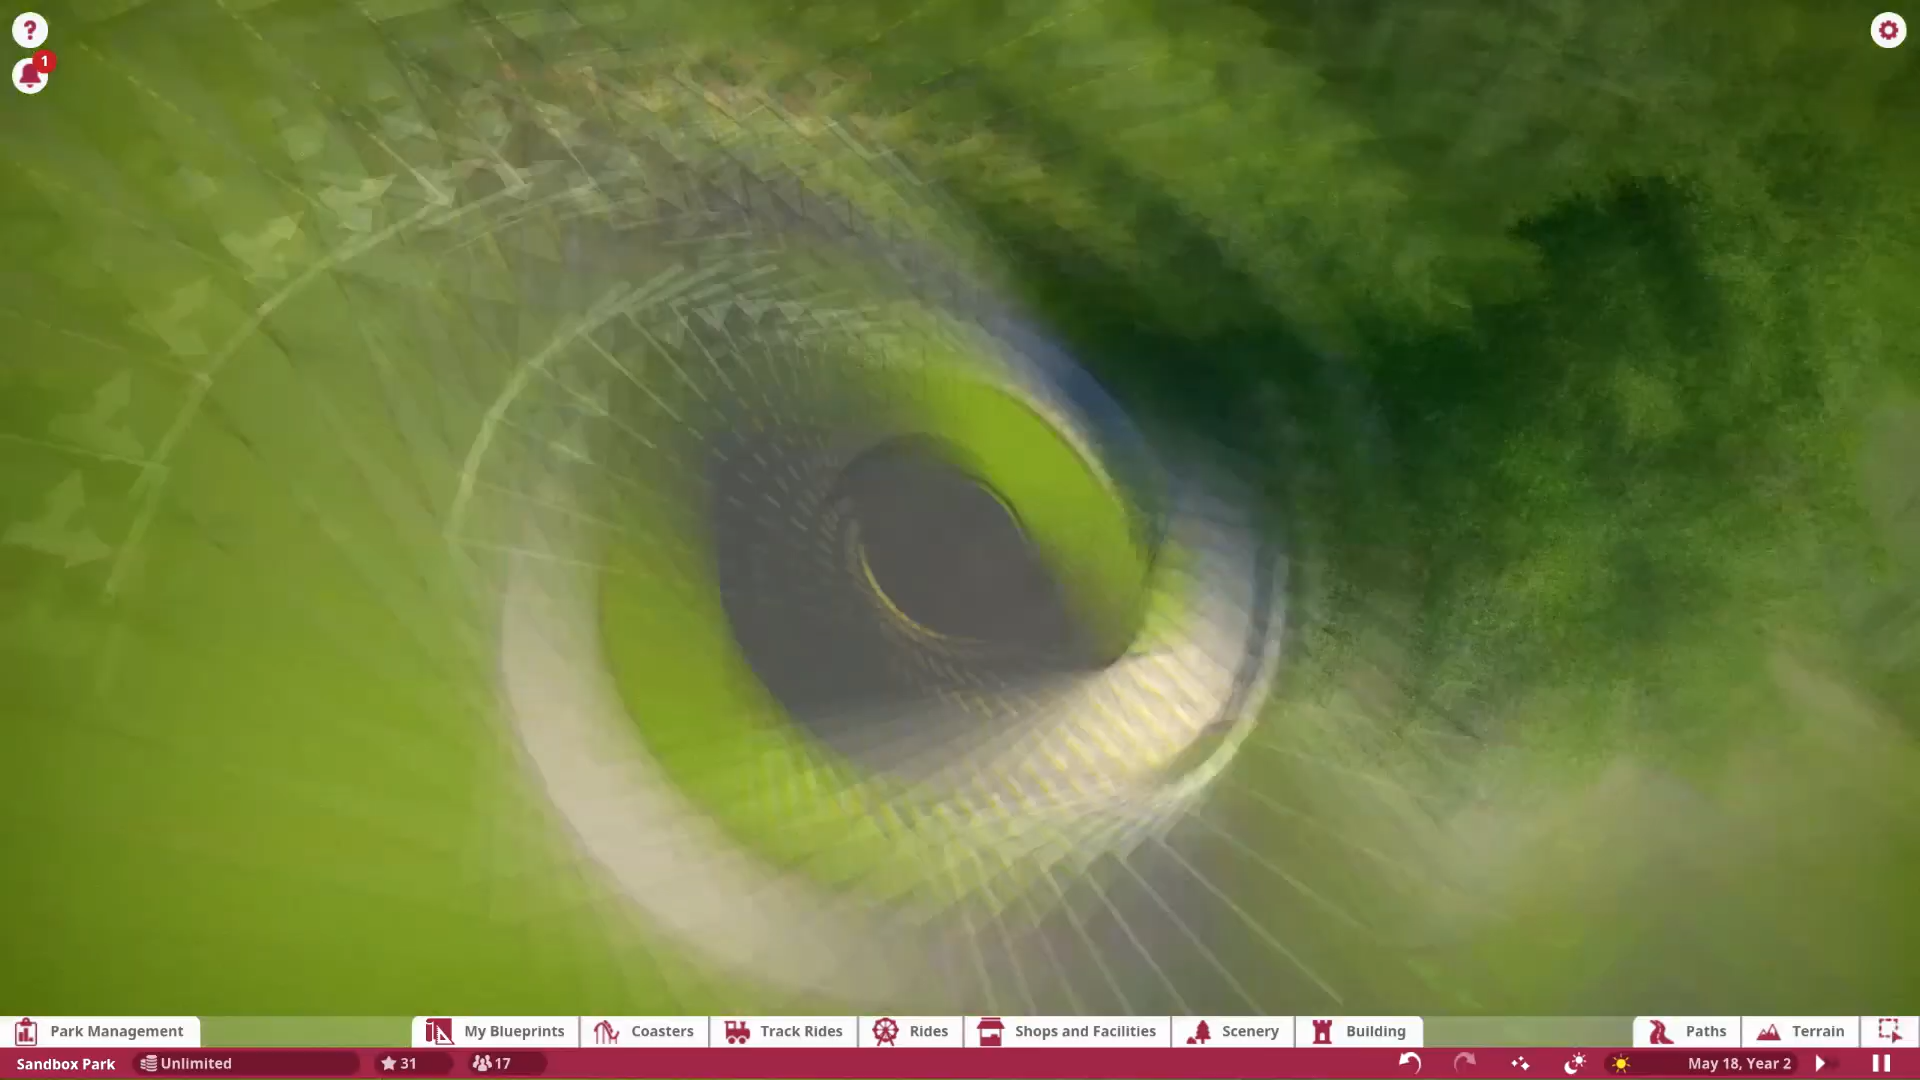 ?
1
Park Management
My Blueprints
Coasters
Track Rides
Rides
Shops and Facilities
Scenery
Building
Paths
Terrain
Sandbox Park
Unlimited
31
17
May 18, Year 2